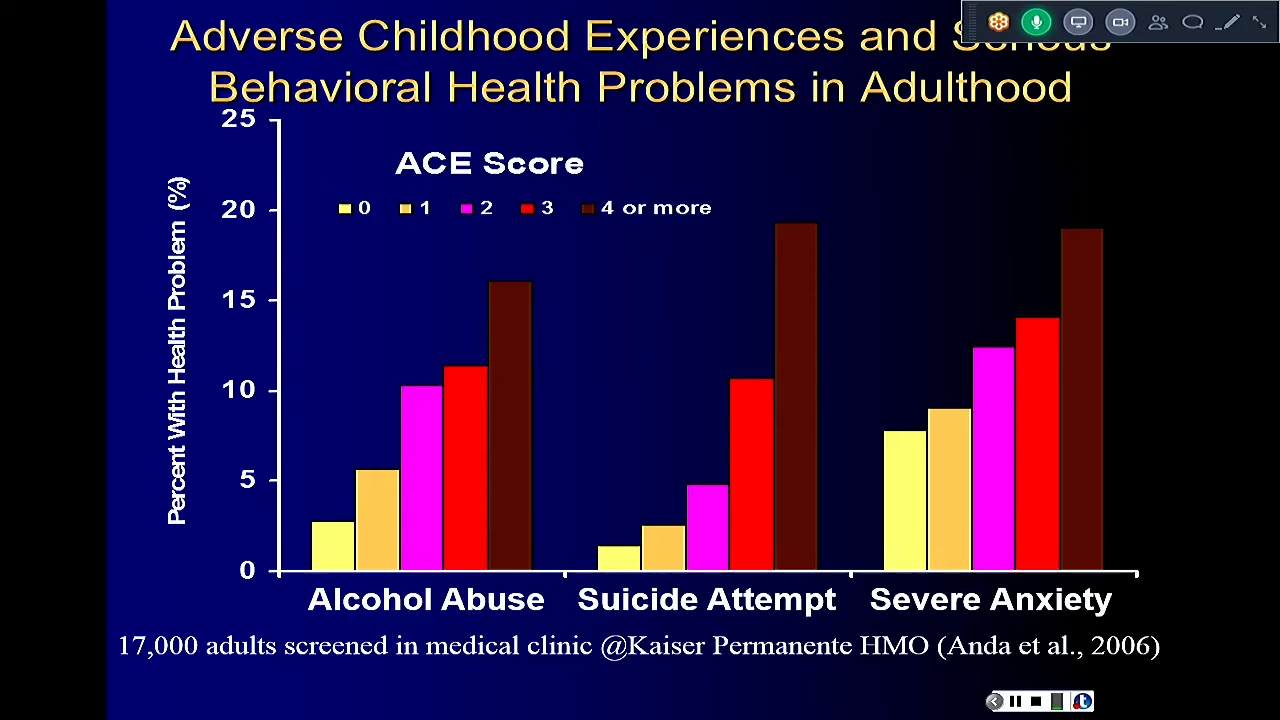 Adverse Childhood Experiences and Serious
Behavioral Health Problems in Adulthood
25
ACE Score
0 1 2 3 4 or more
20
15
10
5
0
Percent With Health Problem (%)
Alcohol Abuse Suicide Attempt Severe Anxiety
17,000 adults screened in medical clinic @Kaiser Permanente HMO (Anda et al., 2006)